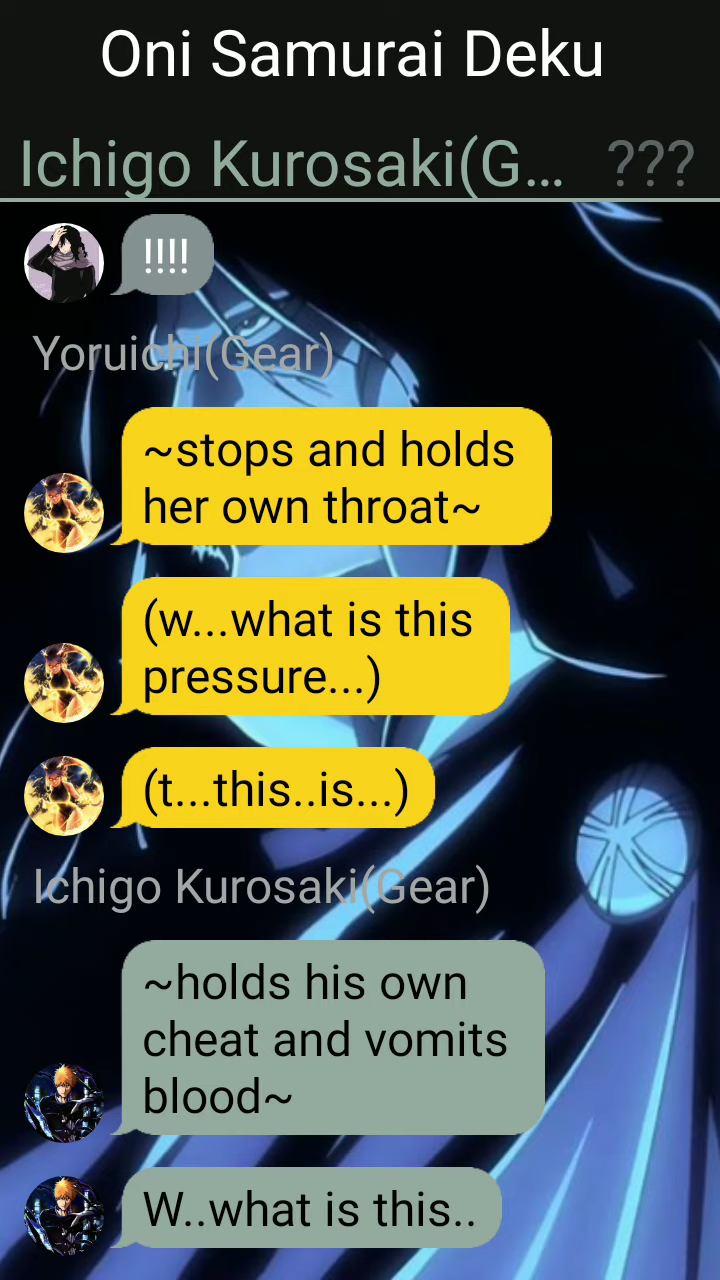 Oni Samurai Deku
Ichigo Kurosaki(G... ???
!!!!
Yoruichi(Gear)
~stops and holds
her own throat~
(w...what is this
pressure...)
(t...this..is...)
Ichigo Kurosaki(Gear)
~holds his own
cheat and vomits
blood~
W..what is this..